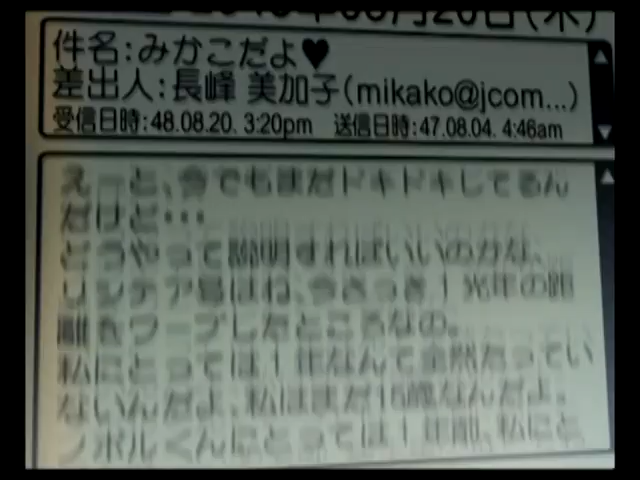 件名:みかこだよ♥
差出人:長峰 美加子(mikako@jcom...)
受信日時:48.08.20. 3:20pm 送信日時:47.08.04. 4:46am
えーと、今でもまだドキドキしてるん
だけど・・・
どうやって説明すればいいのかな、
リシテア号はね、今さっき1光年の距
離をワープしたところなの。
私にとっては1年なんて全然たってい
ないんだよ、私はまだ16歳なんだよ。
ノボルくんにとっては1年前、私にと